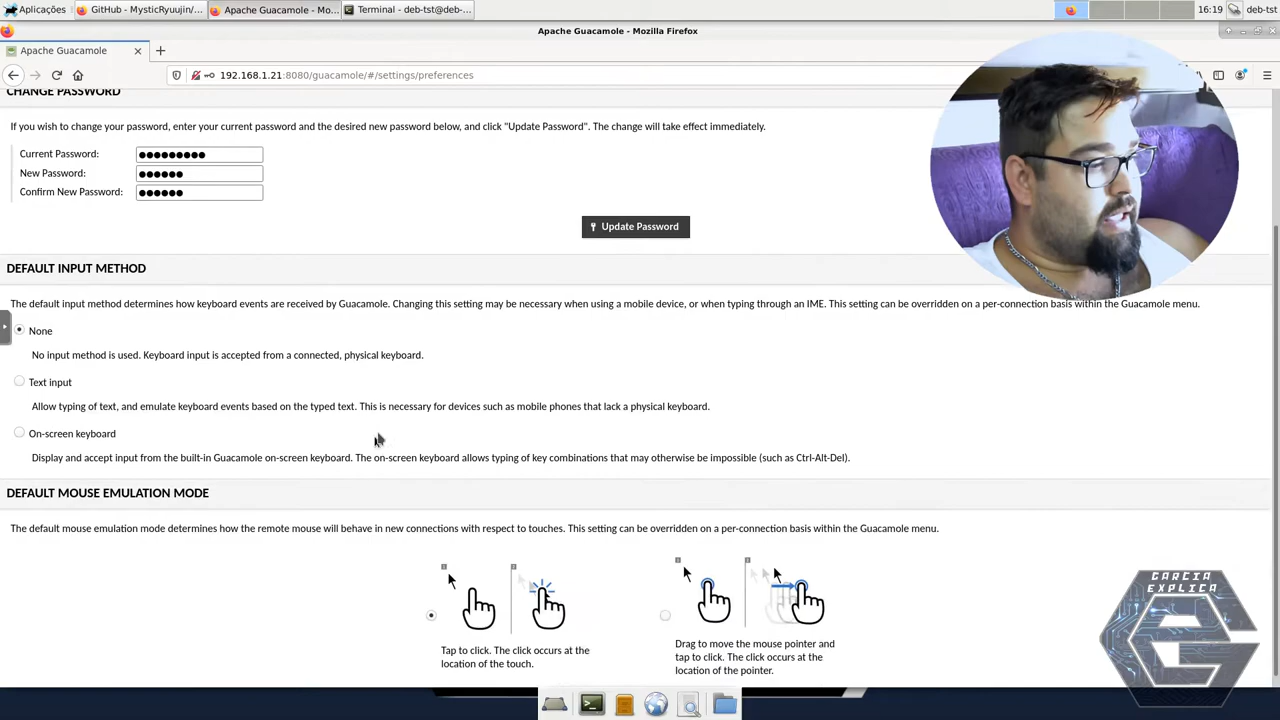 Aplicações
GitHub - MysticRyuujin/...
Apache Guacamole - Mo...
Terminal - deb-tst@deb-...
16:19
deb-tst
Apache Guacamole - Mozilla Firefox
Apache Guacamole
192.168.1.21:8080/guacamole/#/settings/preferences
CHANGE PASSWORD
If you wish to change your password, enter your current password and the desired new password below, and click "Update Password". The change will take effect immediately.
Current Password:
New Password:
Confirm New Password:
Update Password
DEFAULT INPUT METHOD
The default input method determines how keyboard events are received by Guacamole. Changing this setting may be necessary when using a mobile device, or when typing through an IME. This setting can be overridden on a per-connection basis within the Guacamole menu.
None
No input method is used. Keyboard input is accepted from a connected, physical keyboard.
Text input
Allow typing of text, and emulate keyboard events based on the typed text. This is necessary for devices such as mobile phones that lack a physical keyboard.
On-screen keyboard
Display and accept input from the built-in Guacamole on-screen keyboard. The on-screen keyboard allows typing of key combinations that may otherwise be impossible (such as Ctrl-Alt-Del).
DEFAULT MOUSE EMULATION MODE
The default mouse emulation mode determines how the remote mouse will behave in new connections with respect to touches. This setting can be overridden on a per-connection basis within the Guacamole menu.
Tap to click. The click occurs at the
location of the touch.
Drag to move the mouse pointer and
tap to click. The click occurs at the
location of the pointer.
GARCIA
EXPLICA